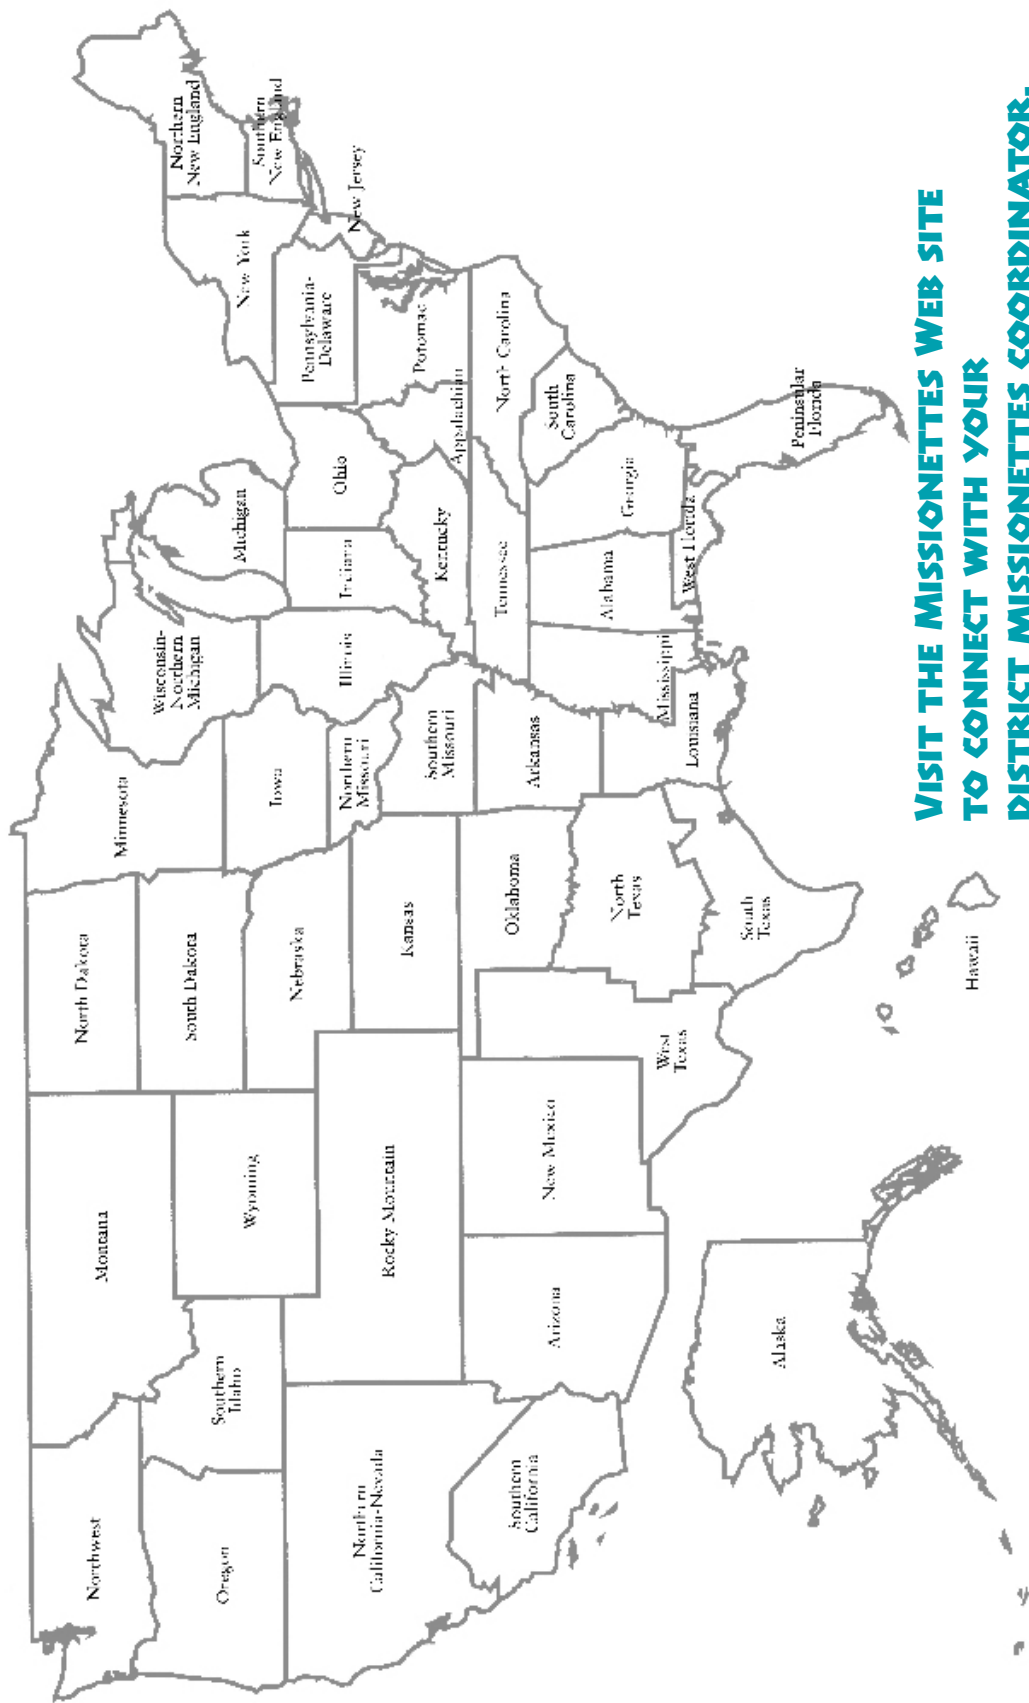 Northwest
Oregon
Northern
California-Nevada
Southern
California
Southern
Idaho
Montana
Wyoming
Rocky Mountain
Arizona
New Mexico
North Dakota
South Dakota
Nebraska
Kansas
Oklahoma
West
Texas
North
Texas
South
Texas
Minnesota
Iowa
Northern
Missouri
Southern
Missouri
Arkansas
Louisiana
Wisconsin-
Northern
Michigan
Illinois
Michigan
Indiana
Ohio
Kentucky
Tennessee
Mississippi
Alabama
Georgia
West Florida
Peninsular
Florida
South
Carolina
North Carolina
Appalachian
Potomac
Pennsylvania-
Delaware
New Jersey
New York
Southern
New England
Northern
New England
Alaska
Hawaii
VISIT THE MISSIONETTES WEB SITE
TO CONNECT WITH YOUR
DISTRICT MISSIONETTES COORDINATOR.